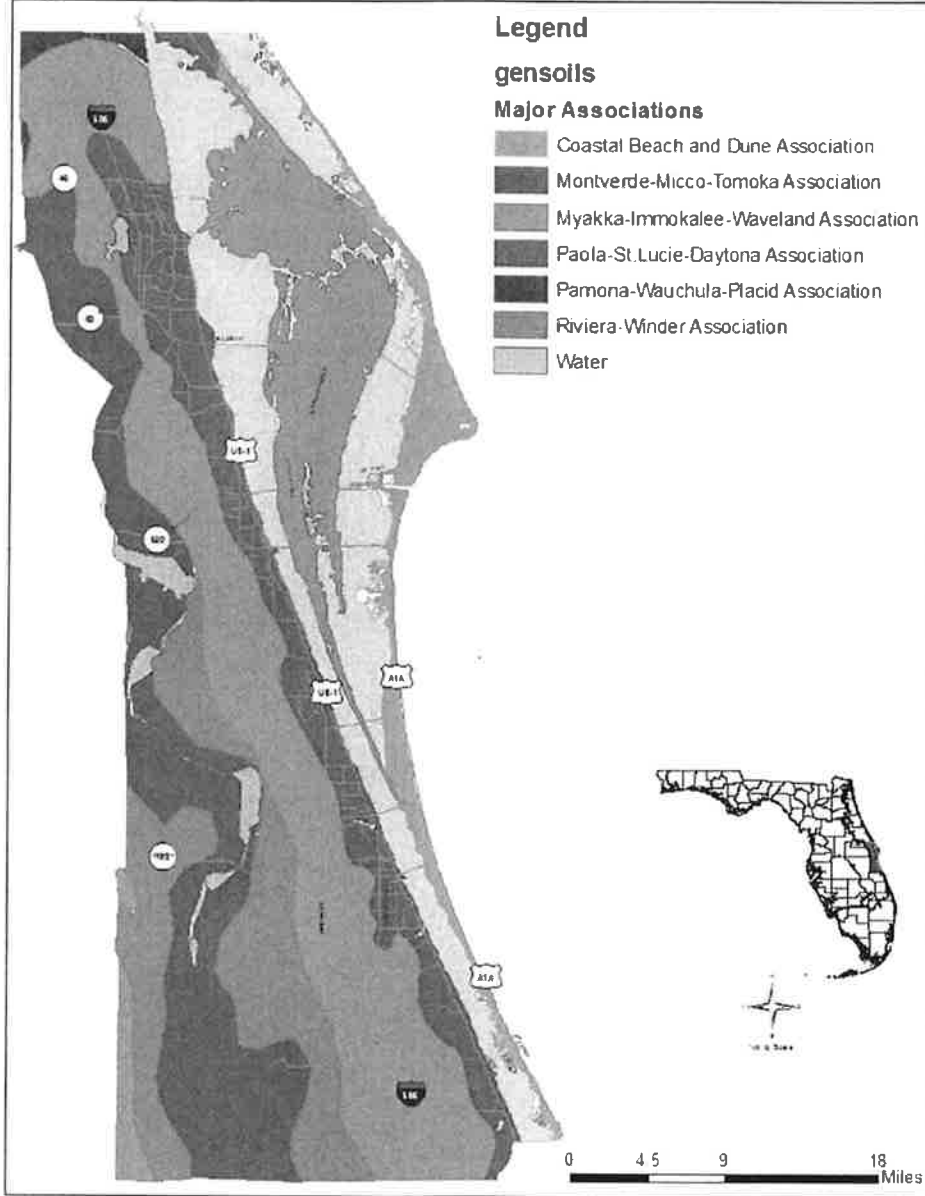 Legend
gensoils
Major Associations
Coastal Beach and Dune Association
Montverde-Micco-Tomoka Association
Myakka-Immokalee-Waveland Association
Paola-St.Lucie-Daytona Association
Pamona-Wauchula-Placid Association
Riviera-Winder Association
Water
US-1
US-1
A1A
A1A
0 4 5 9 18
Miles